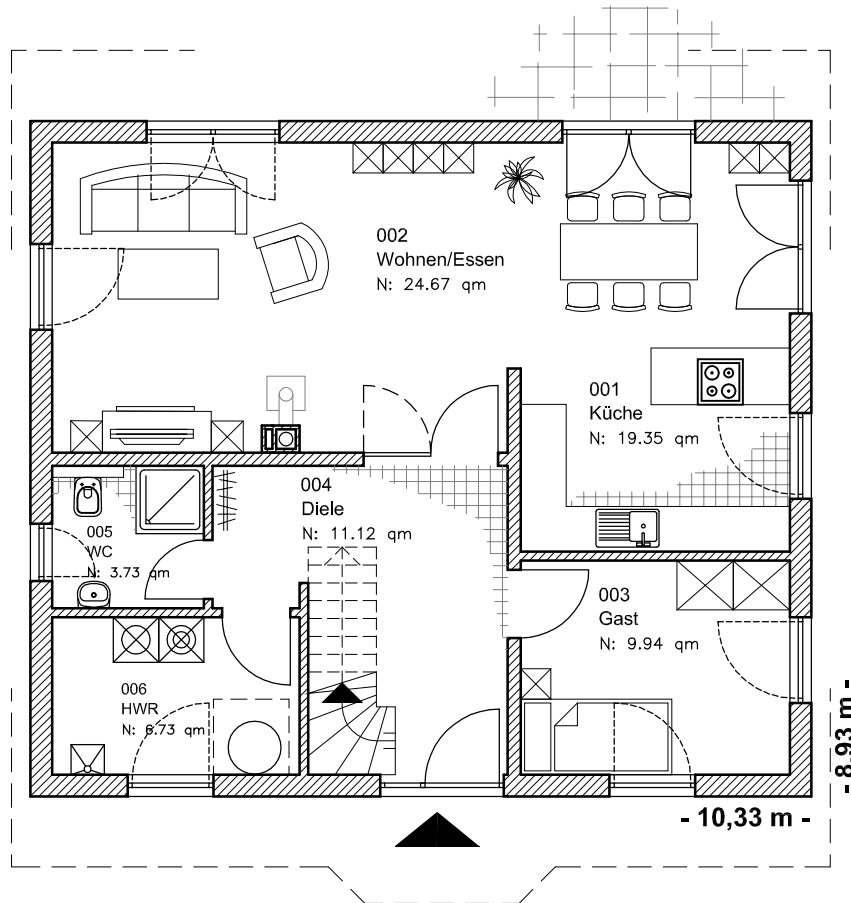 002
Wohnen/Essen
N: 24.67 qm
001
Küche
N: 19.35 qm
004
Diele
N: 11.12 qm
005
WC
N: 3.73 qm
003
Gast
N: 9.94 qm
006
HWR
N: 6.73 qm
- 8,93 m -
- 10,33 m -